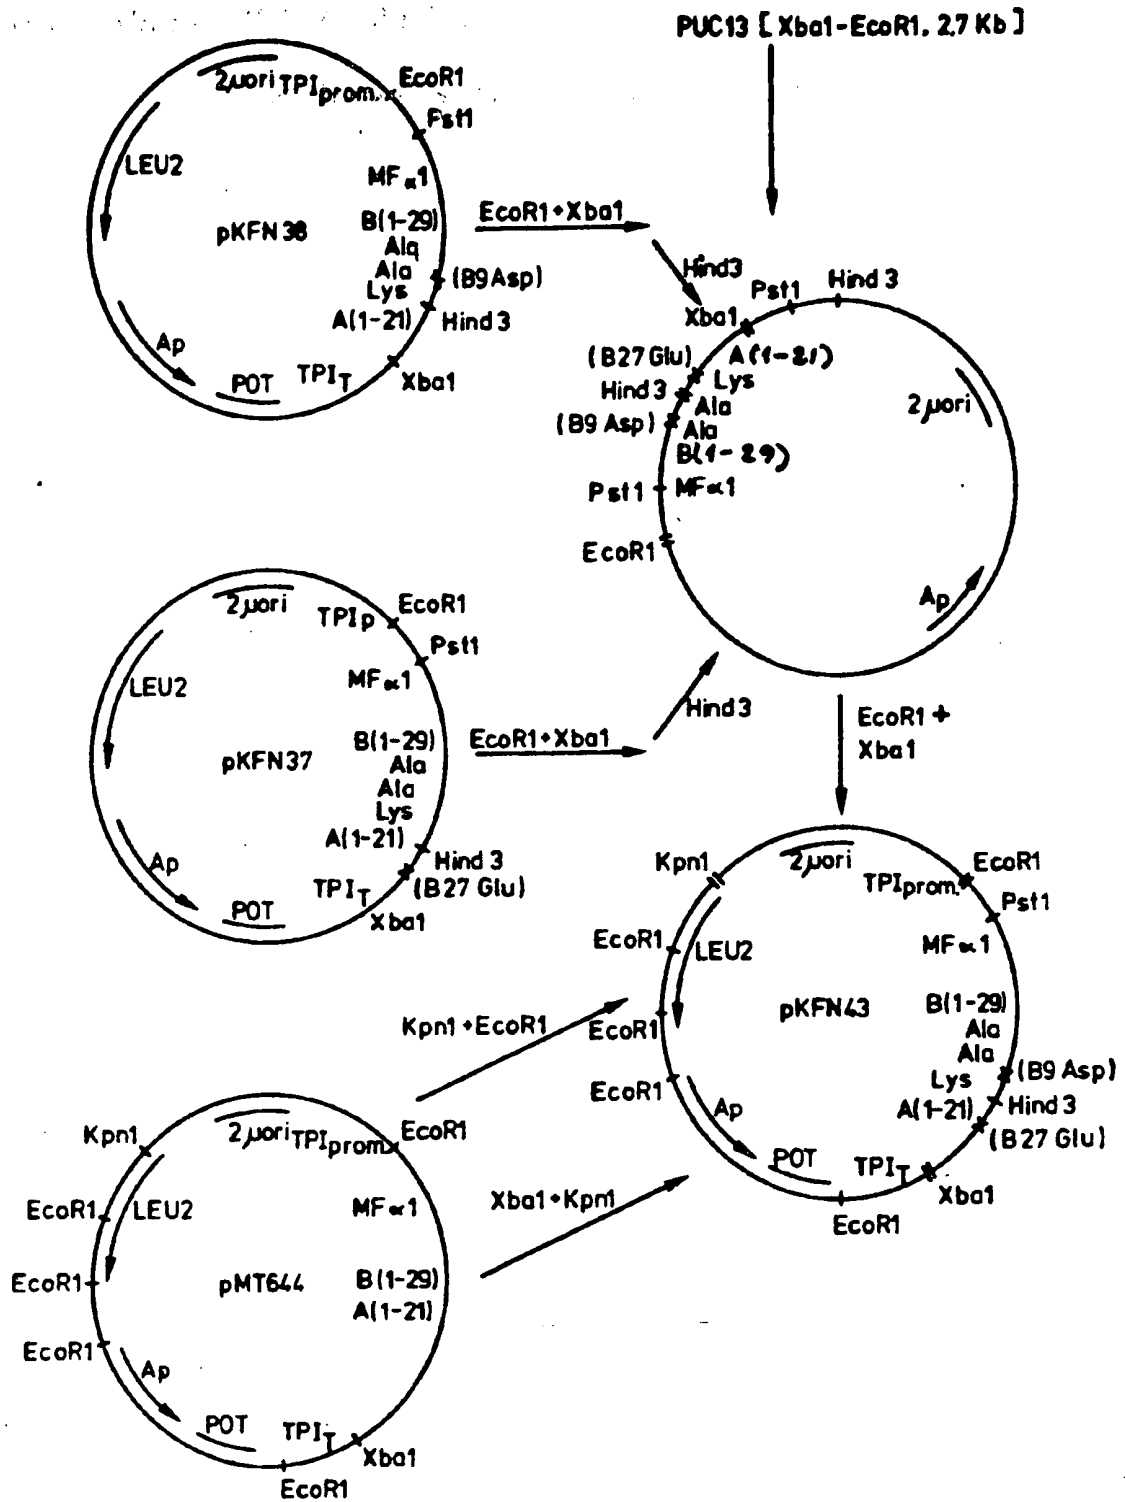 PUC13 [ Xba1-EcoR1, 2,7 Kb ]
2µori TPIprom.
EcoR1
Pst1
LEU2
MFα1
pKFN38
B(1-29)
Alq
Ala
Lys
A(1-21)
(B9 Asp)
Hind 3
Ap
POT
TPIT
Xba1
EcoR1+Xba1
Hind3
Xba1
Pst1
Hind 3
(B27 Glu)
A(1-21)
Lys
Hind 3
Ala
(B9 Asp)
Ala
B(1-29)
Pst1
MFα1
EcoR1
2µori
Ap
2µori
TPIp
EcoR1
Pst1
LEU2
MFα1
pKFN37
B(1-29)
Ala
Ala
Lys
A(1-21)
Hind 3
(B27 Glu)
Ap
POT
TPIT
Xba1
EcoR1+Xba1
Hind3
EcoR1 +
Xba1
Kpn1
2µori
TPIprom.
EcoR1
Pst1
EcoR1
LEU2
MFα1
pKFN43
B(1-29)
Ala
Ala
Lys
A(1-21)
(B9 Asp)
Hind 3
(B27 Glu)
EcoR1
EcoR1
Ap
POT
TPIT
Xba1
EcoR1
Kpn1+EcoR1
Xba1+Kpn1
Kpn1
2µori TPIprom
EcoR1
EcoR1
LEU2
MFα1
EcoR1
pMT644
B(1-29)
A(1-21)
EcoR1
Ap
POT
TPIT
Xba1
EcoR1